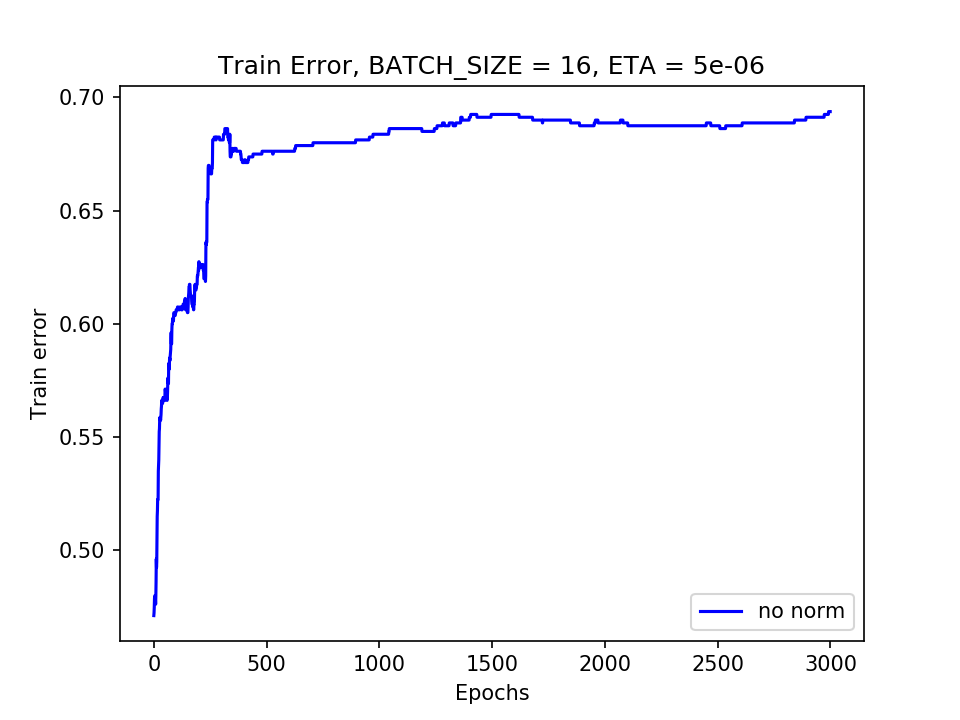 Train Error, BATCH_SIZE = 16, ETA = 5e-06
0.70
0.65
0.60
0.55
0.50
Train error
no norm
0 500 1000 1500 2000 2500 3000
Epochs